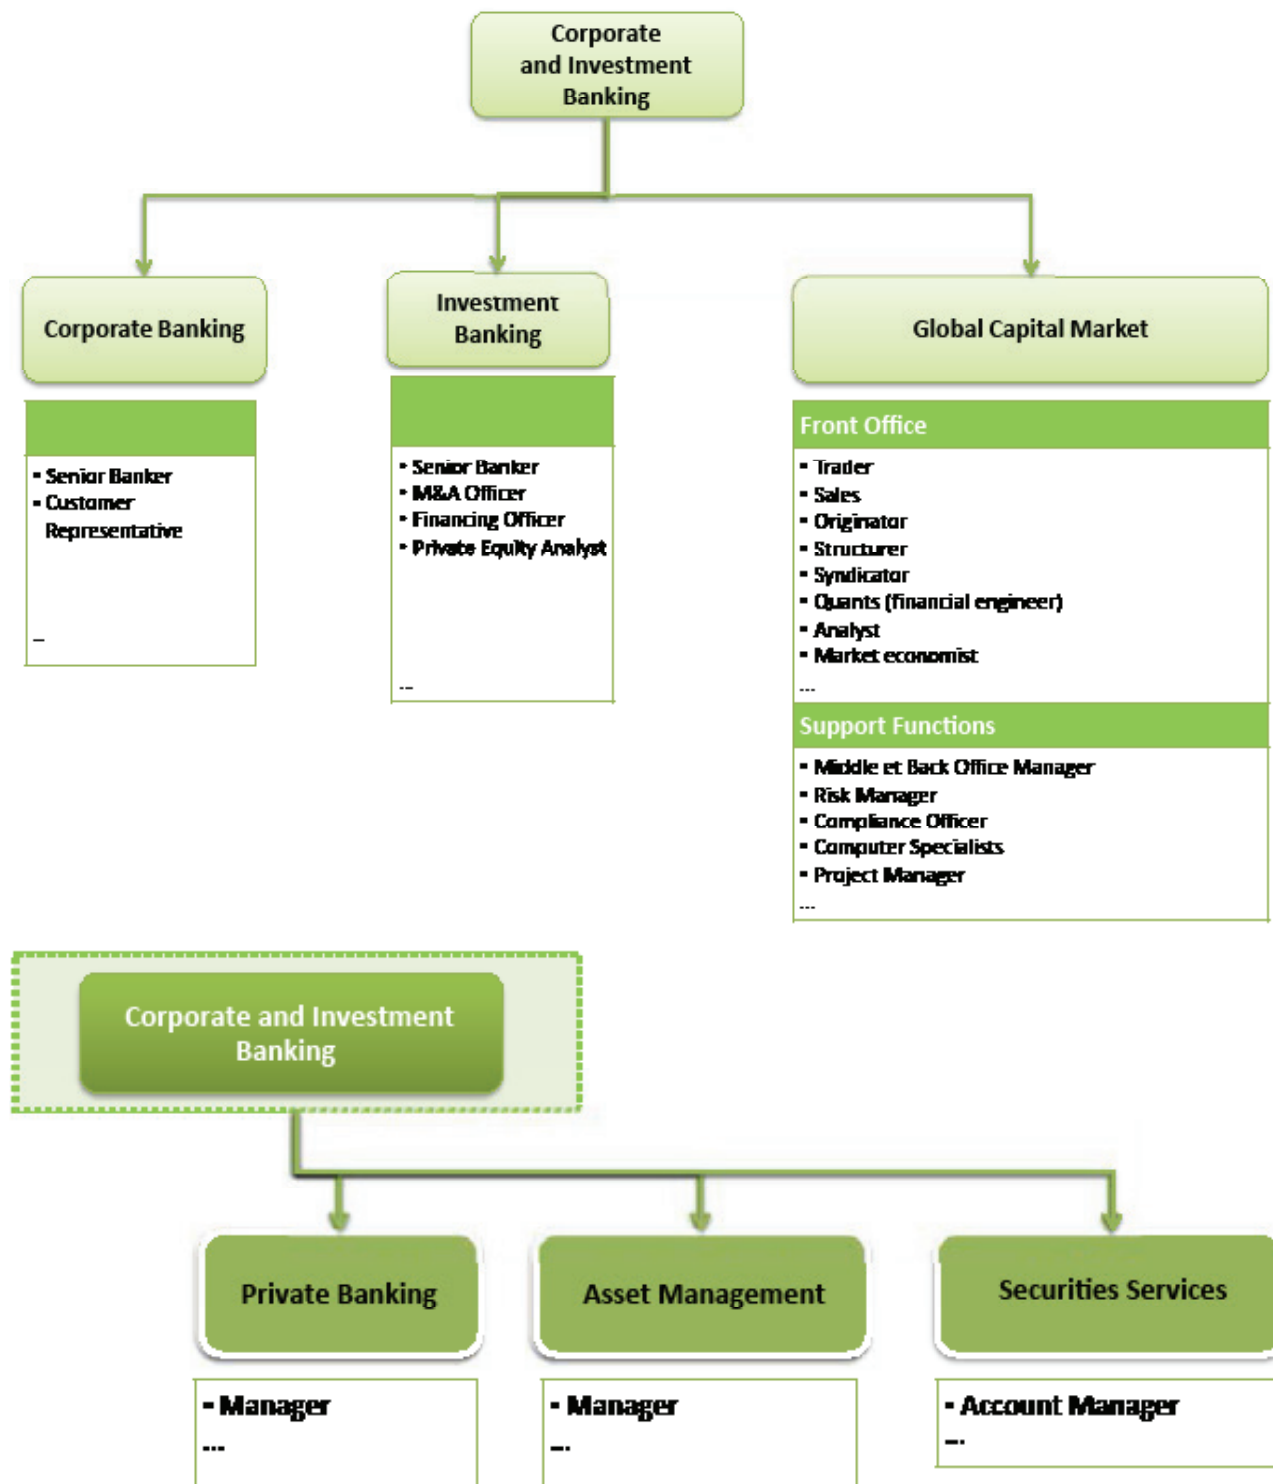 Corporate
and Investment
Banking
Corporate Banking
▪ Senior Banker
▪ Customer
Representative
...
Investment
Banking
▪ Senior Banker
▪ M&A Officer
▪ Financing Officer
▪ Private Equity Analyst
...
Global Capital Market
Front Office
▪ Trader
▪ Sales
▪ Originator
▪ Structurer
▪ Syndicator
▪ Quants (financial engineer)
▪ Analyst
▪ Market economist
...
Support Functions
▪ Middle et Back Office Manager
▪ Risk Manager
▪ Compliance Officer
▪ Computer Specialists
▪ Project Manager
...
Corporate and Investment
Banking
Private Banking
▪ Manager
...
Asset Management
▪ Manager
...
Securities Services
▪ Account Manager
...